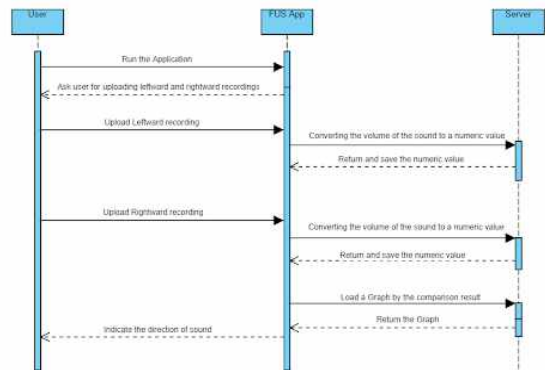 User
FUS App
Server
Run the Application
Ask user for uploading leftward and rightward recordings
Upload Leftward recording
Converting the volume of the sound to a numeric value
Return and save the numeric value
Upload Rightward recording
Converting the volume of the sound to a numeric value
Return and save the numeric value
Load a Graph by the comparison result
Return the Graph
Indicate the direction of sound